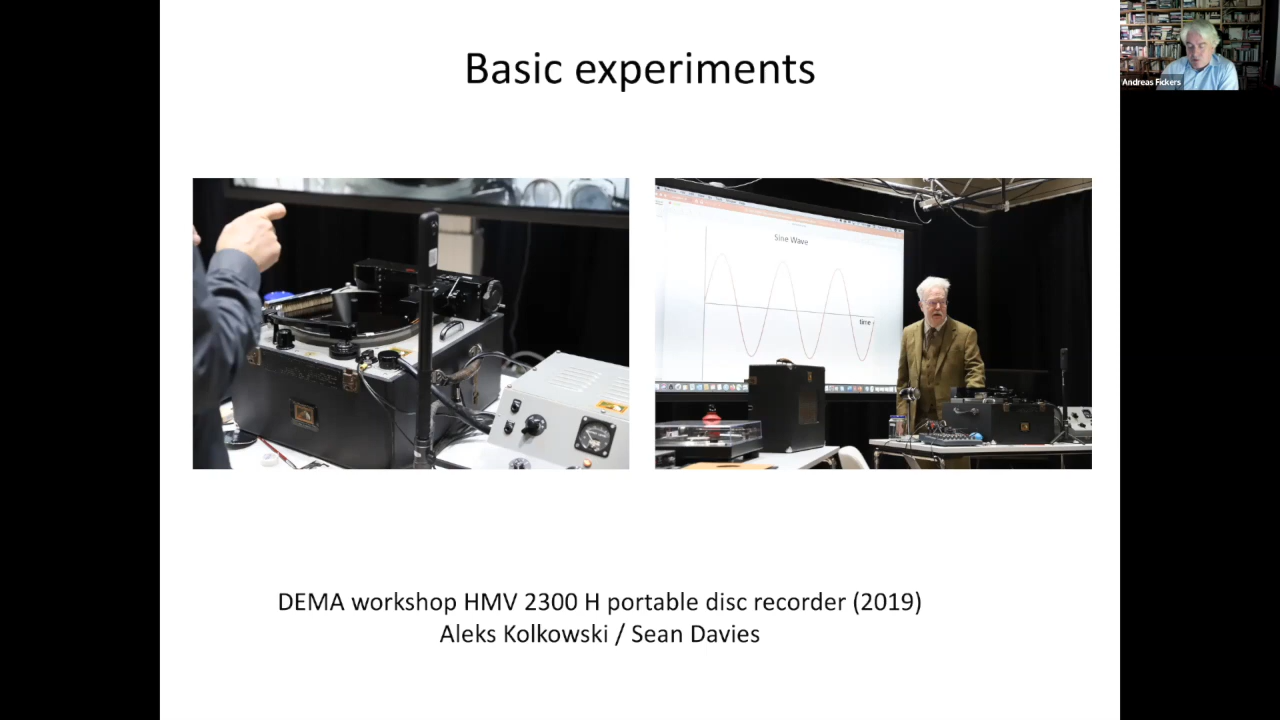 Basic experiments
Andreas Fickers
Sine Wave
time
DEMA workshop HMV 2300 H portable disc recorder (2019)
Aleks Kolkowski / Sean Davies